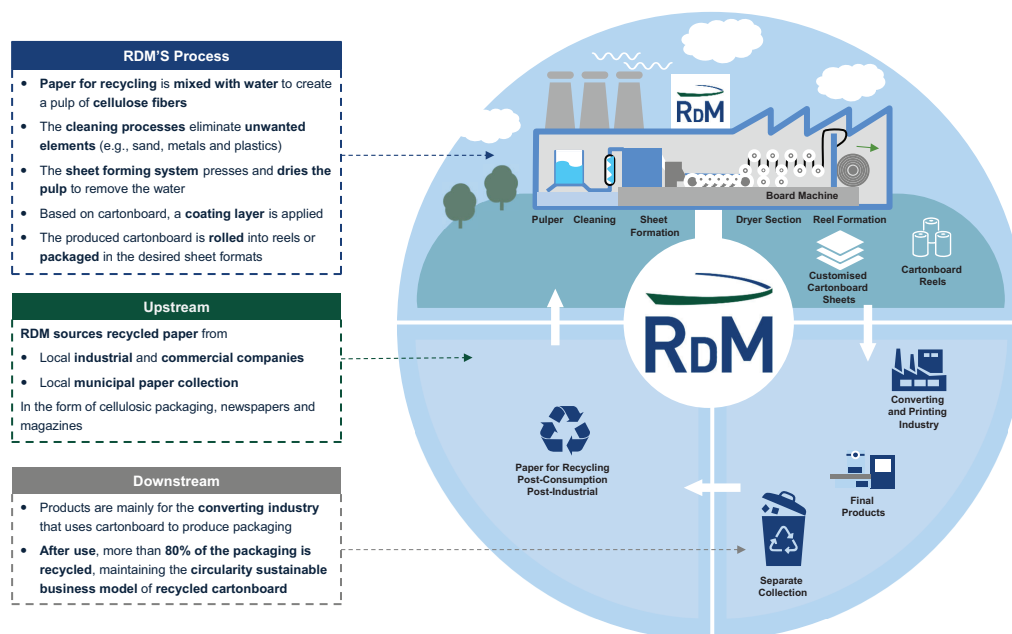 RDM'S Process
• Paper for recycling is mixed with water to create
a pulp of cellulose fibers
• The cleaning processes eliminate unwanted
elements (e.g., sand, metals and plastics)
• The sheet forming system presses and dries the
pulp to remove the water
• Based on cartonboard, a coating layer is applied
• The produced cartonboard is rolled into reels or
packaged in the desired sheet formats
Upstream
RDM sources recycled paper from
• Local industrial and commercial companies
• Local municipal paper collection
In the form of cellulosic packaging, newspapers and
magazines
Downstream
• Products are mainly for the converting industry
that uses cartonboard to produce packaging
• After use, more than 80% of the packaging is
recycled, maintaining the circularity sustainable
business model of recycled cartonboard
RDM
Board Machine
Pulper
Cleaning
Sheet
Formation
Dryer Section
Reel Formation
Customised
Cartonboard
Sheets
Cartonboard
Reels
RDM
Converting
and Printing
Industry
Final
Products
Separate
Collection
Paper for Recycling
Post-Consumption
Post-Industrial